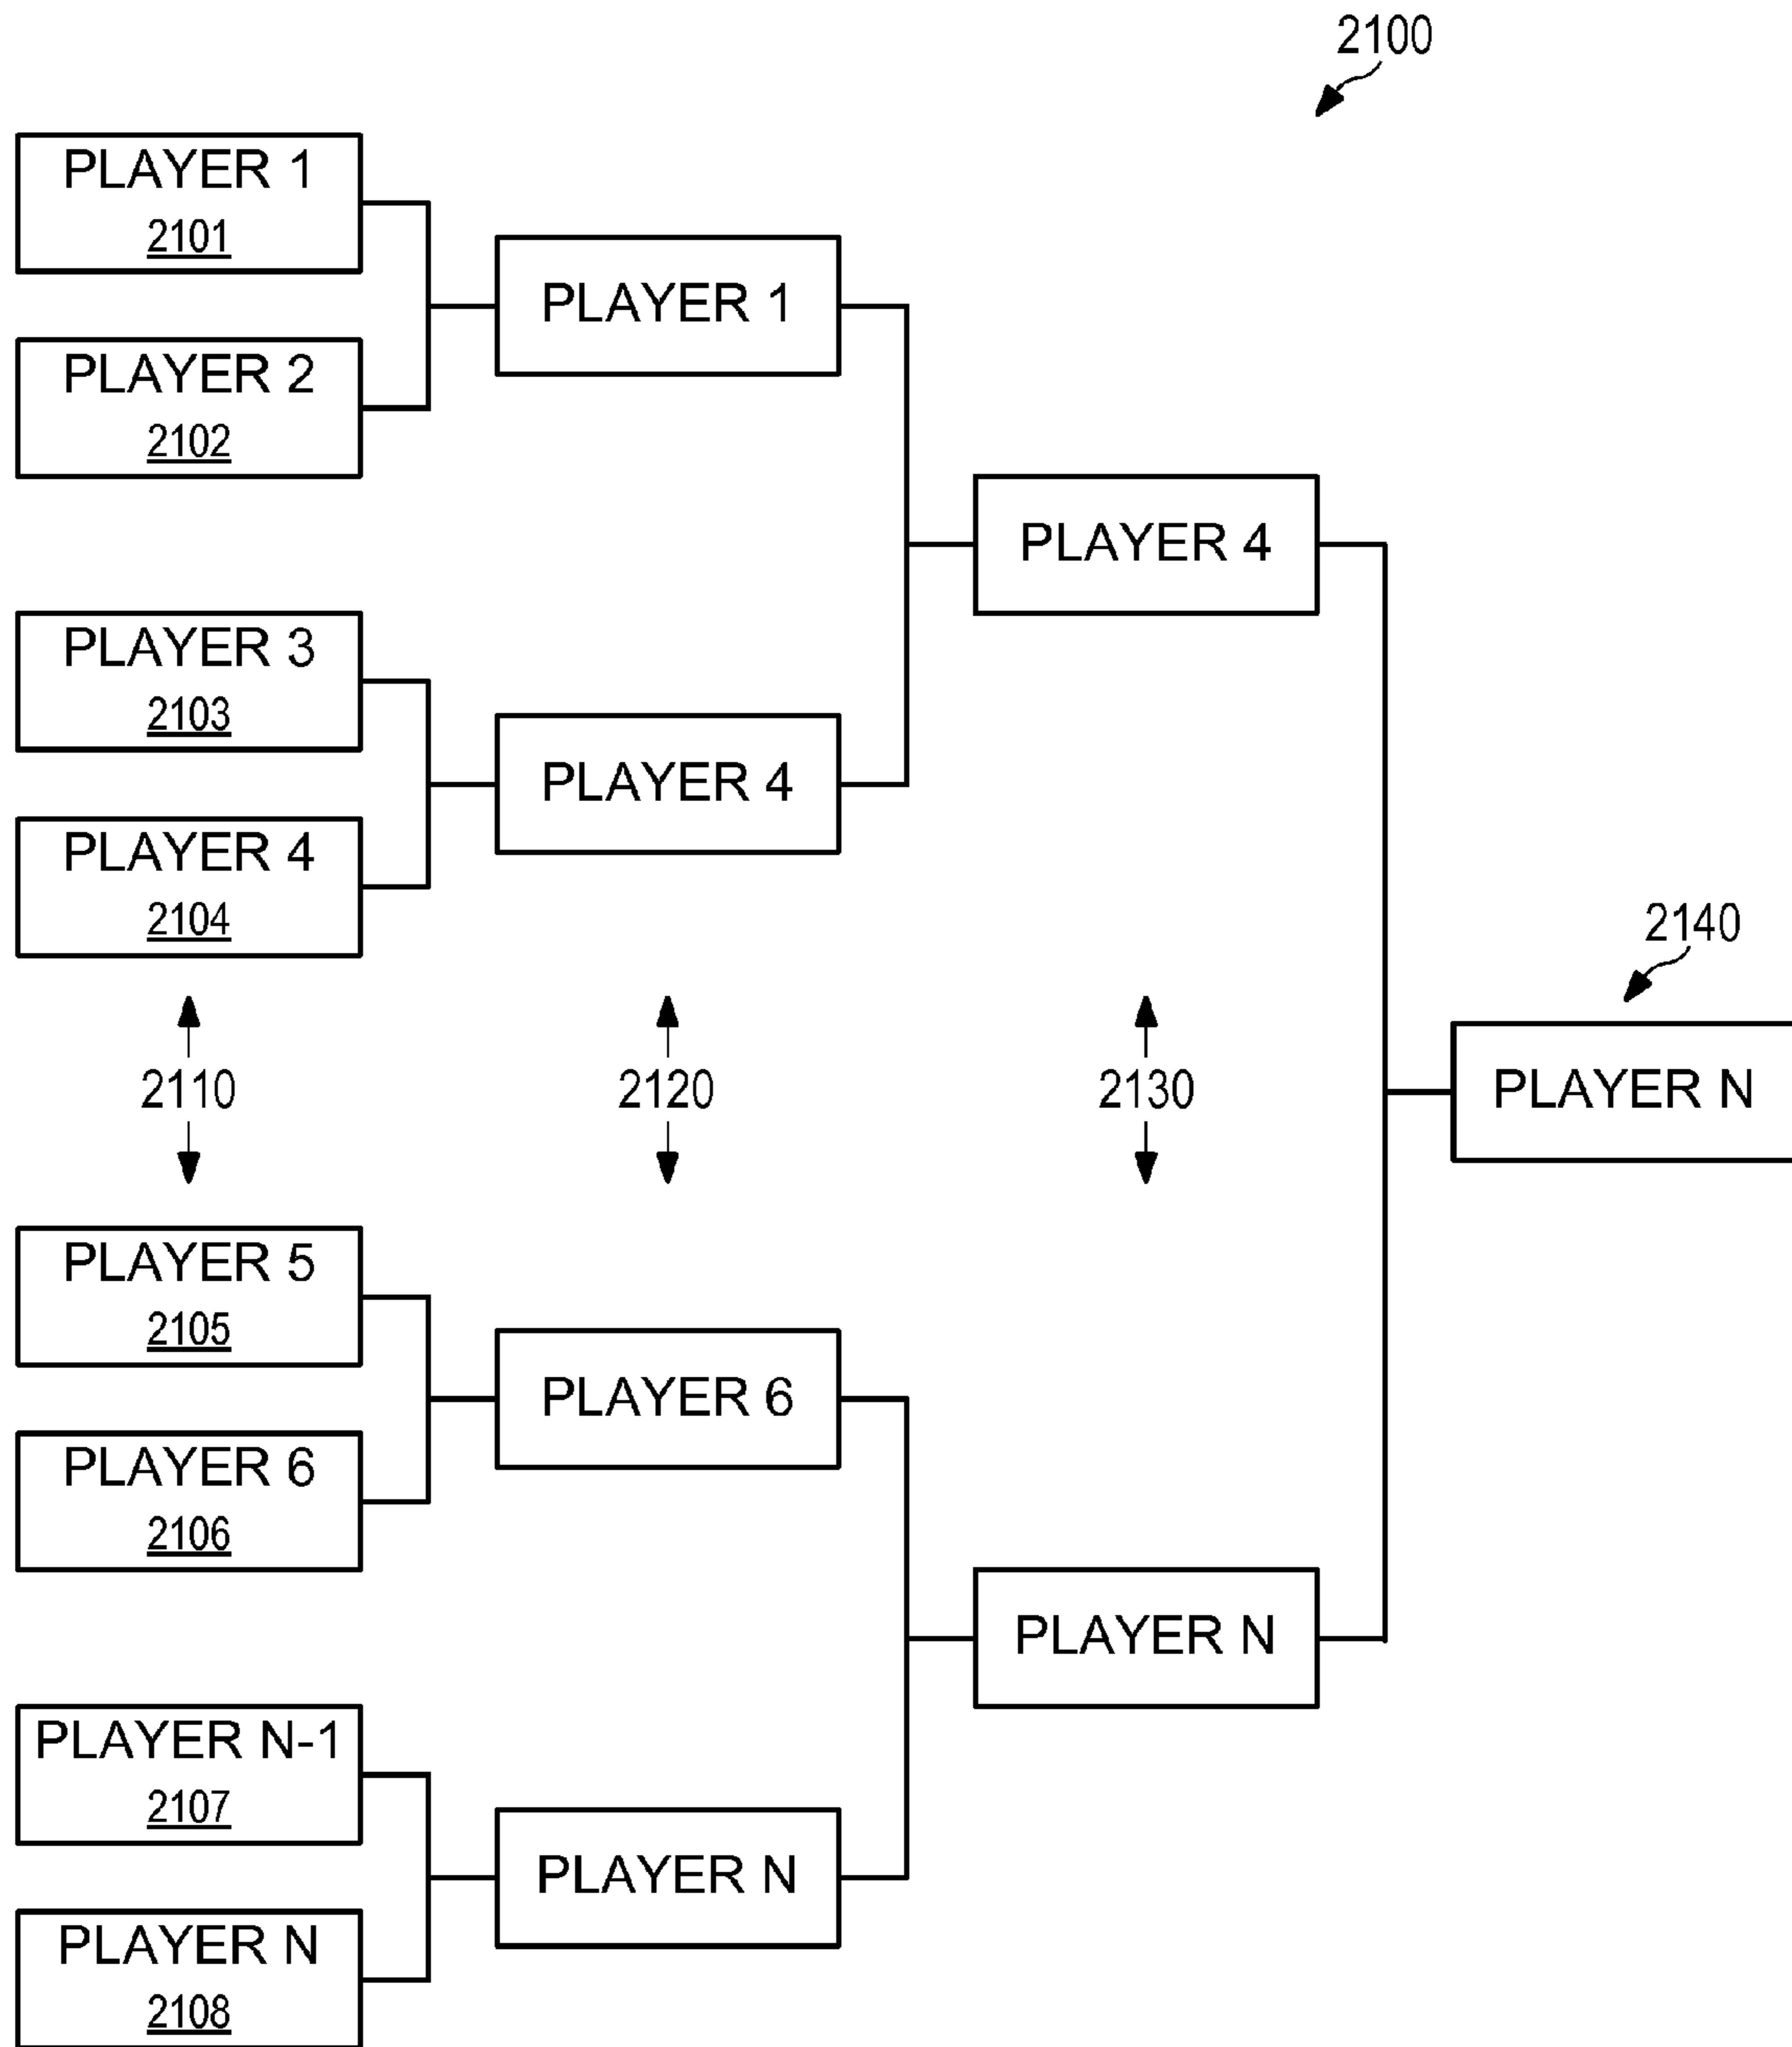 2100
PLAYER 1
2101
PLAYER 2
2102
PLAYER 1
PLAYER 3
2103
PLAYER 4
2104
PLAYER 4
PLAYER 4
2110
2120
2130
2140
PLAYER N
PLAYER 5
2105
PLAYER 6
2106
PLAYER 6
PLAYER N-1
2107
PLAYER N
2108
PLAYER N
PLAYER N